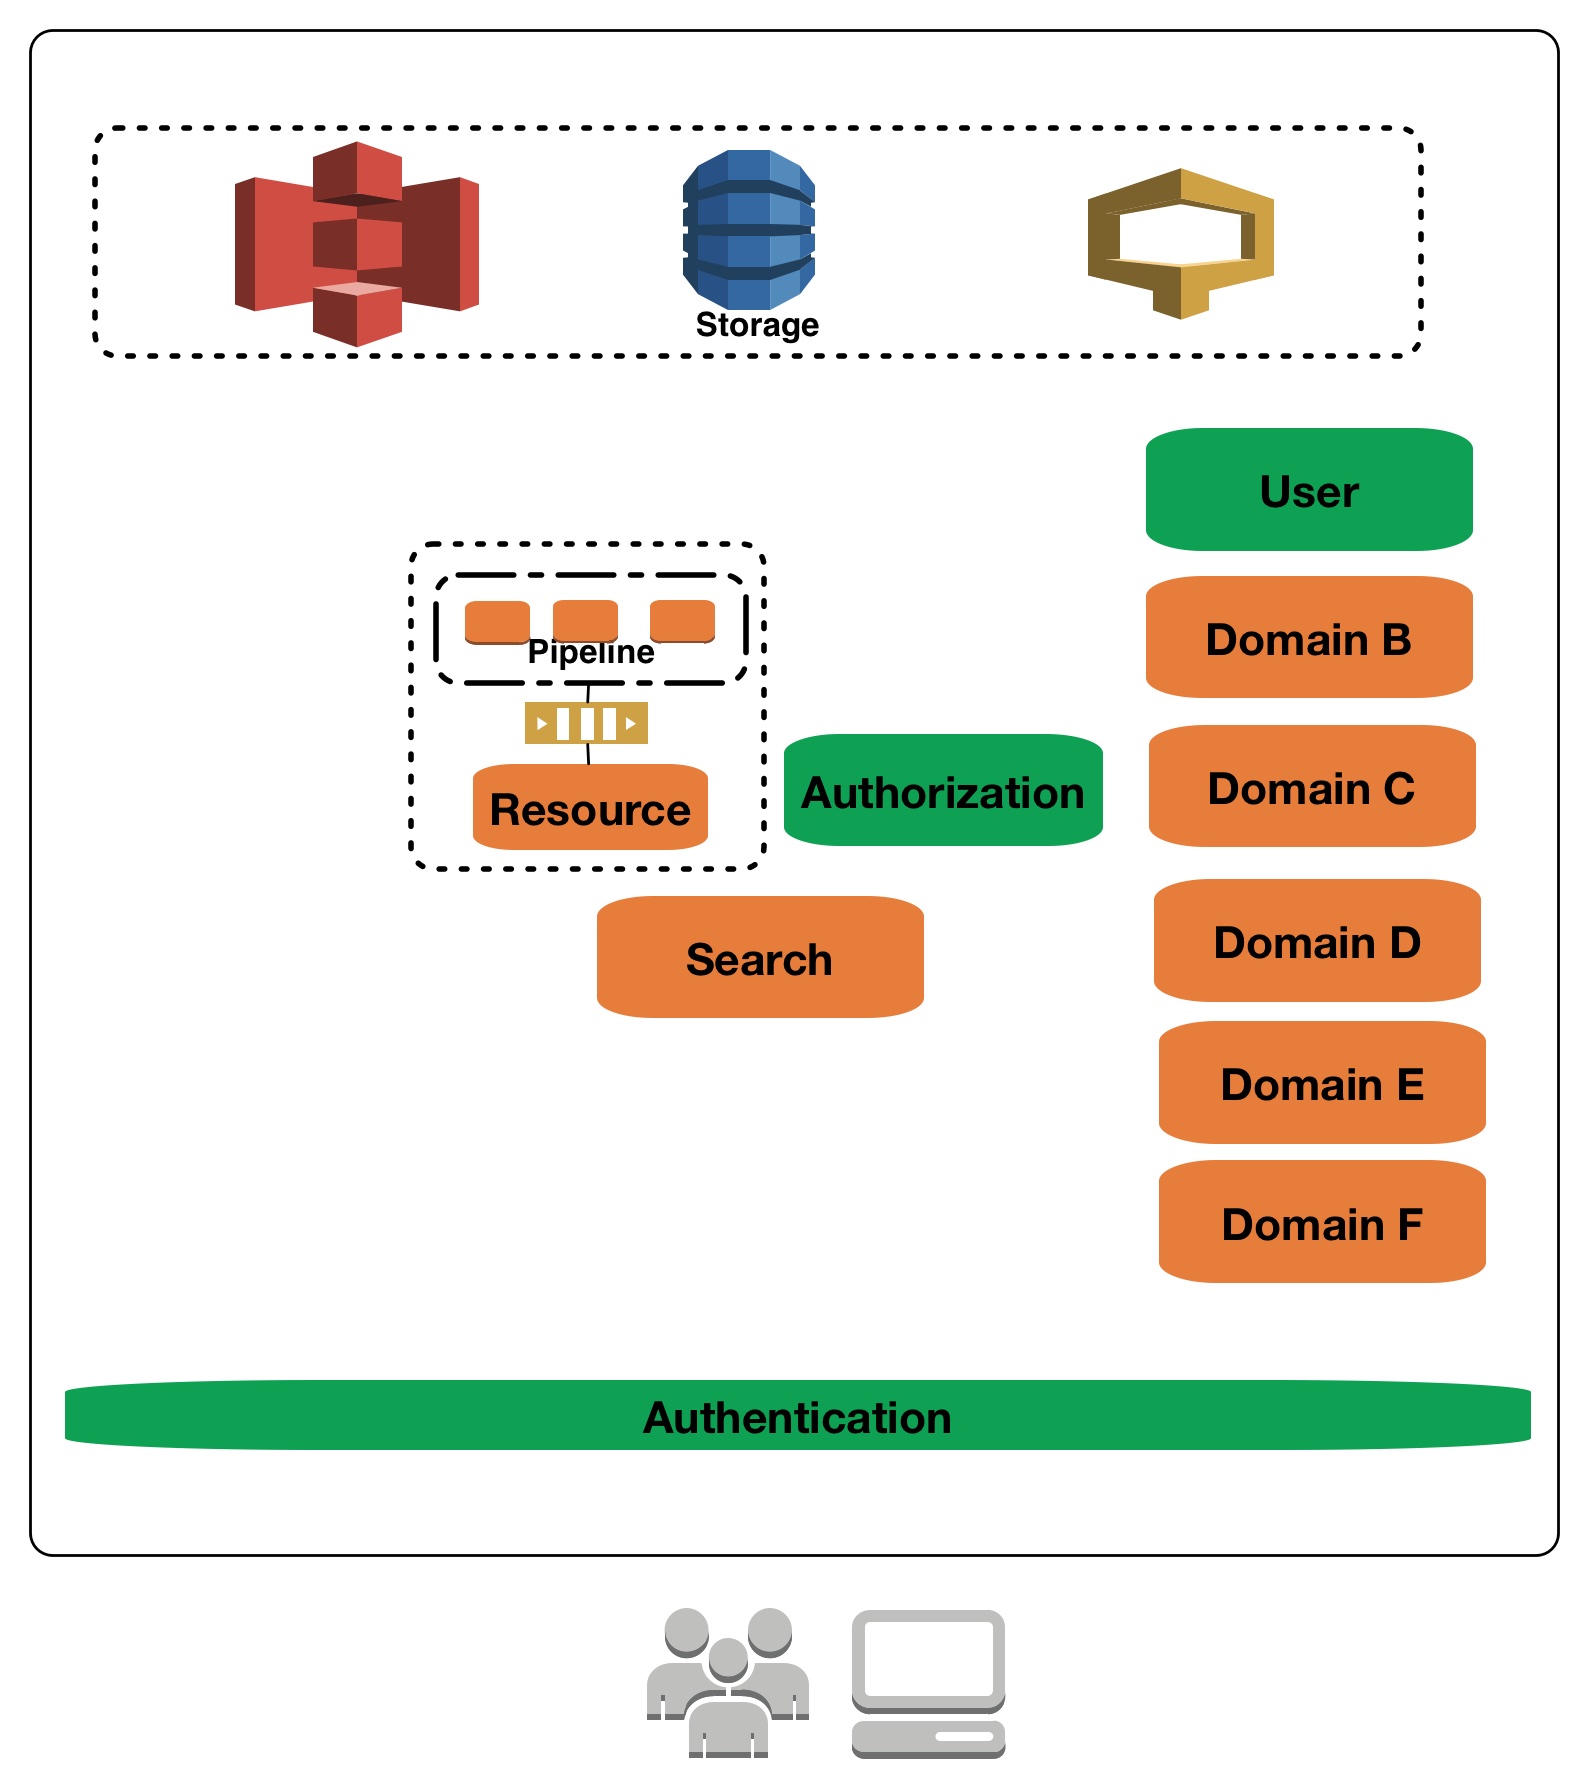 Storage
User
Pipeline
Domain B
Resource
Authorization
Domain C
Search
Domain D
Domain E
Domain F
Authentication